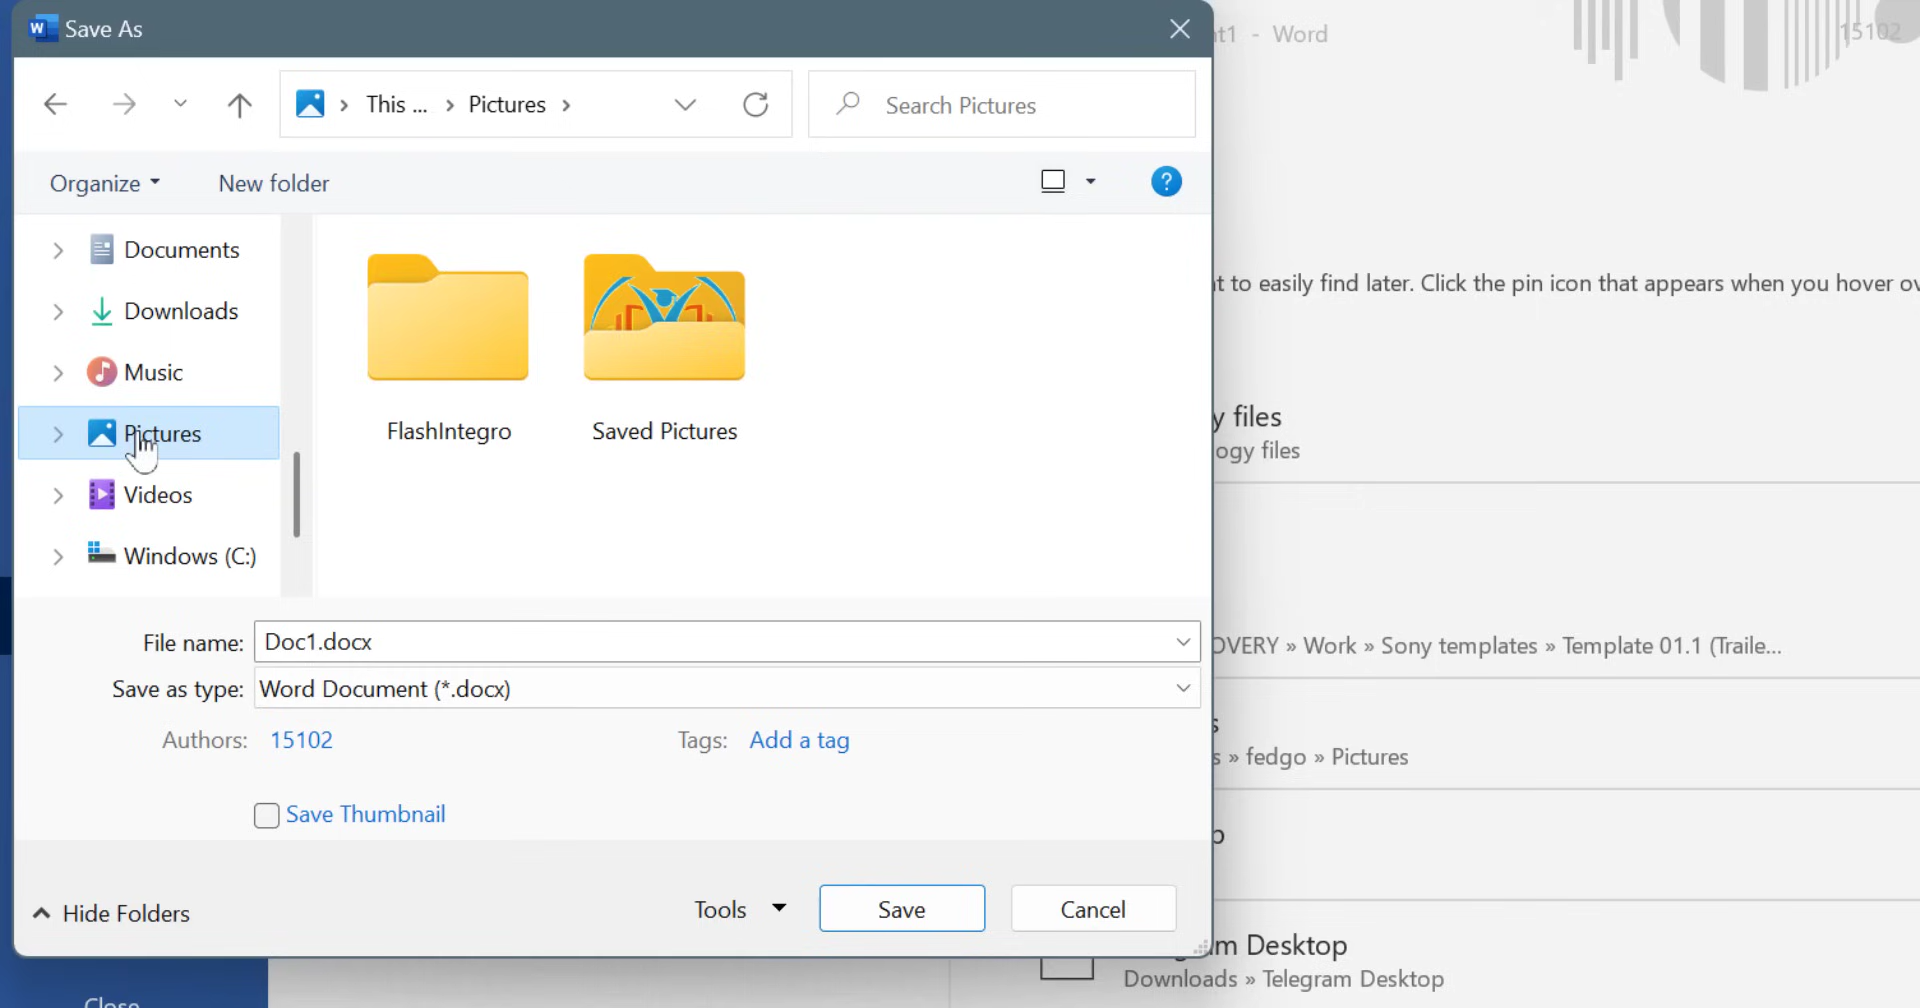 Save As
This ... Pictures
Search Pictures
Organize
New folder
?
Documents
Downloads
Music
Pictures
Videos
Windows (C:)
FlashIntegro
Saved Pictures
File name: Doc1.docx
Save as type: Word Document (*.docx)
Authors: 15102
Tags: Add a tag
Save Thumbnail
Hide Folders
Tools
Save
Cancel
- Word
15102
to easily find later. Click the pin icon that appears when you hover
files
files
» Work » Sony templates » Template 01.1 (Traile...
» fedgo » Pictures
Desktop
Downloads » Telegram Desktop
Close